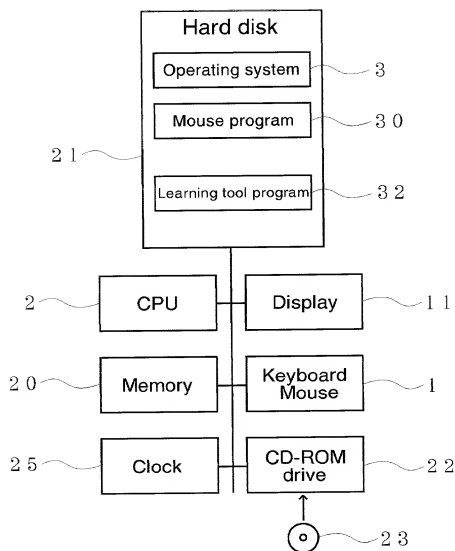 Hard disk
Operating system
3
Mouse program
30
21
Learning tool program
32
2
CPU
Display
11
20
Memory
Keyboard
Mouse
1
25
Clock
CD-ROM
drive
22
23